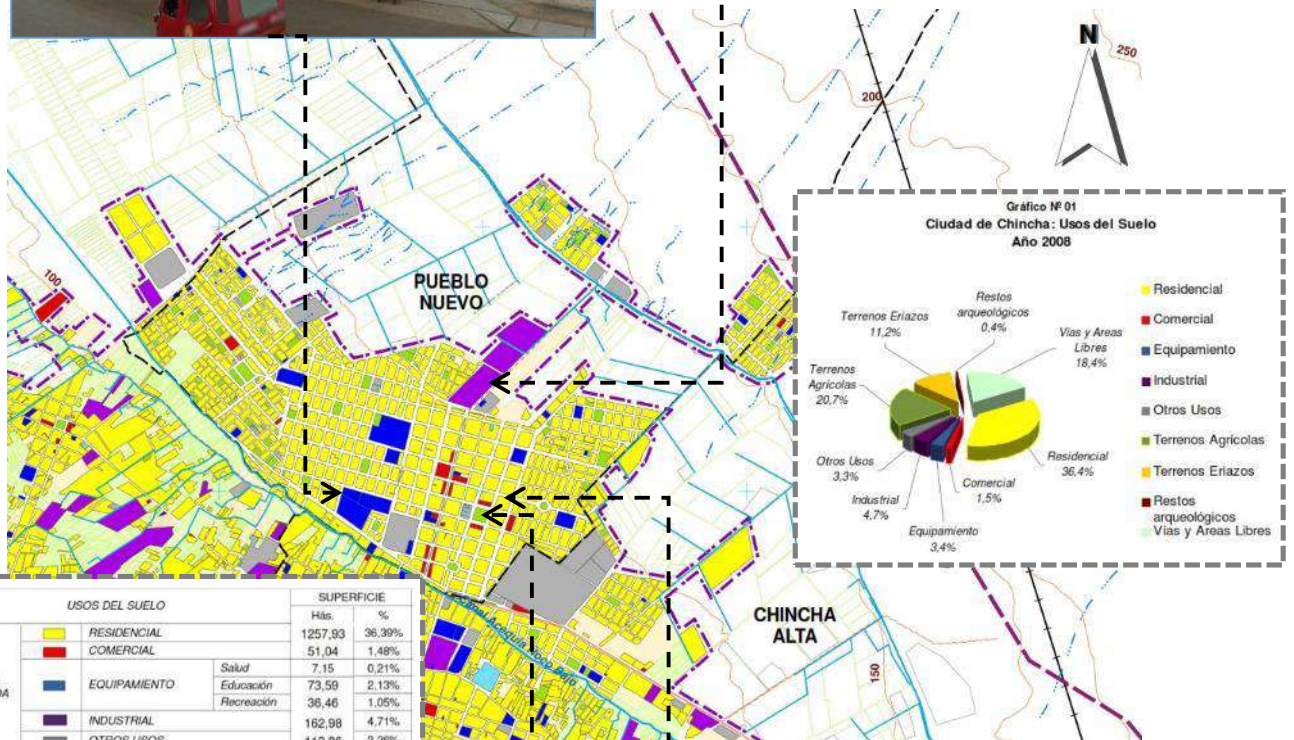 N
250
200
100
PUEBLO
NUEVO
CHINCHA
ALTA
150
Gráfico Nº 01
Ciudad de Chincha: Usos del Suelo
Año 2008
Restos
arqueológicos
0,4%
Terrenos Eriazos
11,2%
Vías y Areas
Libres
18,4%
Terrenos
Agrícolas
20,7%
Otros Usos
3,3%
Industrial
4,7%
Equipamiento
3,4%
Comercial
1,5%
Residencial
36,4%
Residencial
Comercial
Equipamiento
Industrial
Otros Usos
Terrenos Agrícolas
Terrenos Eriazos
Restos
arqueológicos
Vías y Areas Libres
USOS DEL SUELO SUPERFICIE
Hás. %
RESIDENCIAL 1257,93 36,39%
COMERCIAL 51,04 1,48%
EQUIPAMIENTO Salud 7,15 0,21%
Educación 73,59 2,13%
Recreación 36,46 1,05%
INDUSTRIAL 162,98 4,71%
OTROS USOS 3,26%